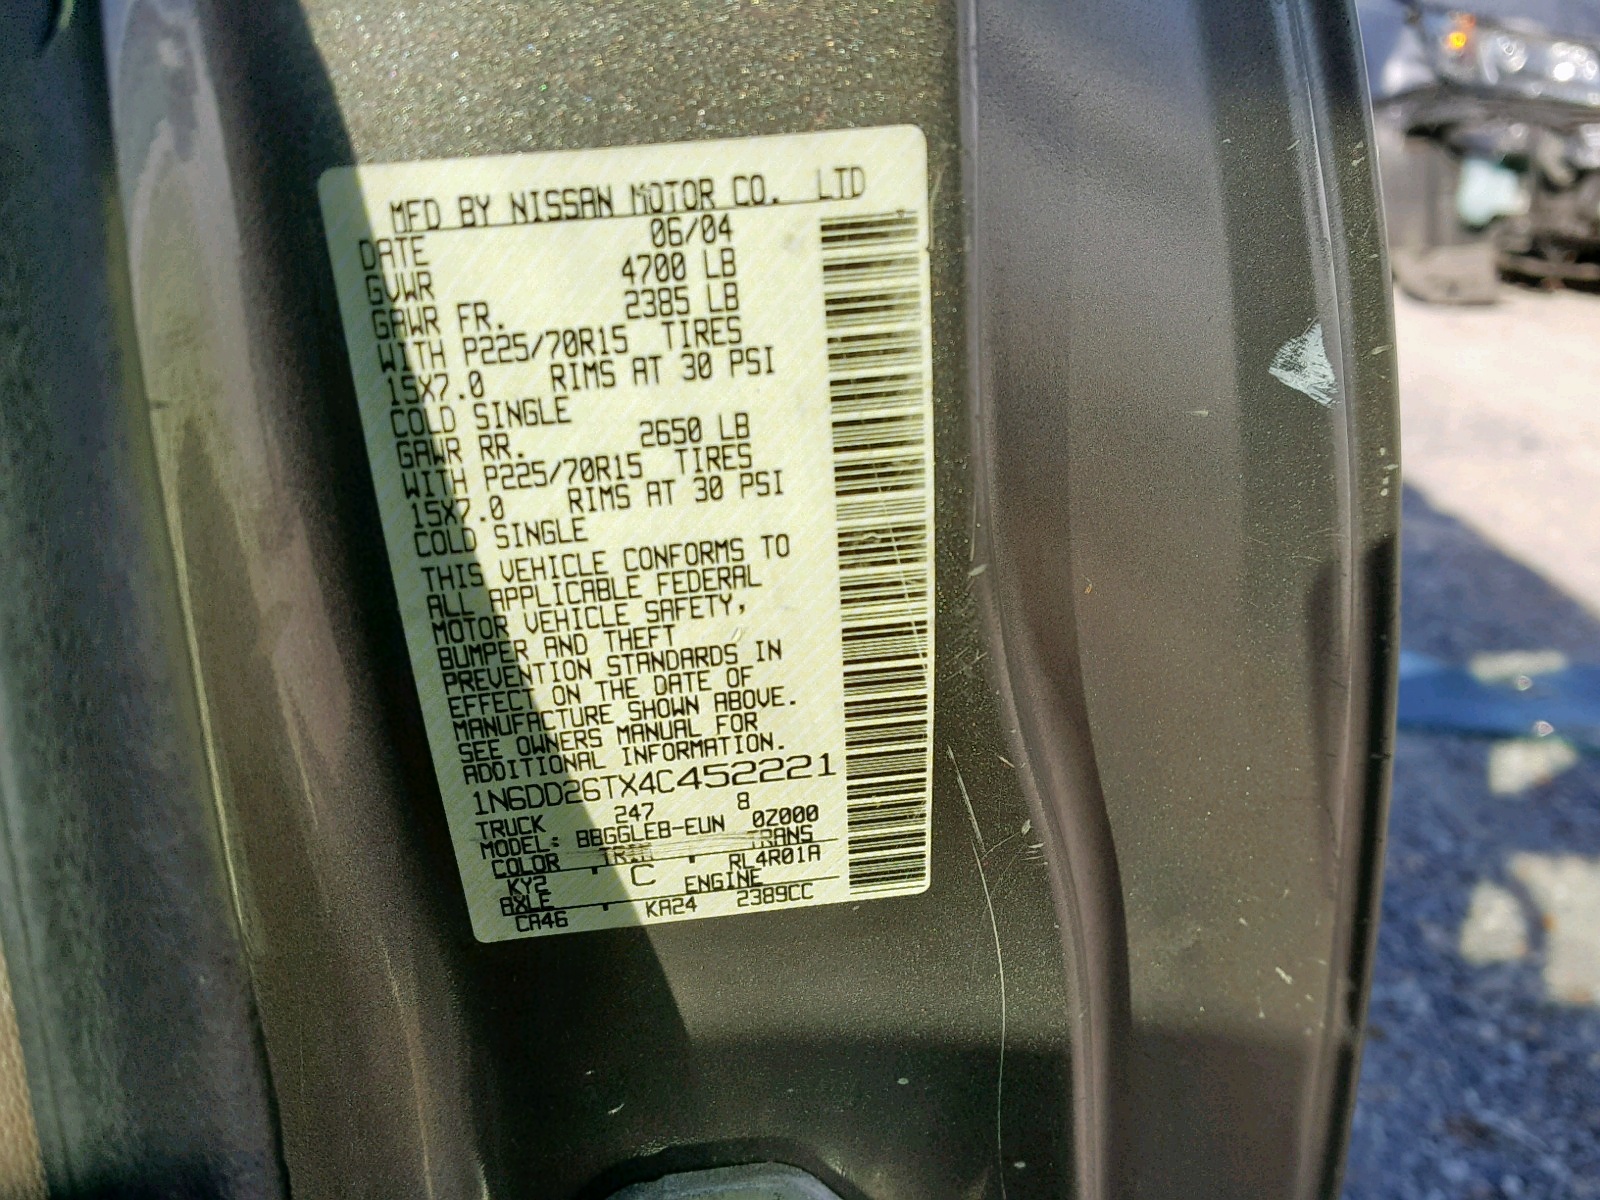 MFD BY NISSAN MOTOR CO. LTD
DATE 06/04
GVWR 4700 LB
GAWR FR. 2385 LB
WITH P225/70R15 TIRES
15X7.0 RIMS AT 30 PSI
COLD SINGLE
GAWR RR. 2650 LB
WITH P225/70R15 TIRES
15X7.0 RIMS AT 30 PSI
COLD SINGLE
THIS VEHICLE CONFORMS TO
ALL APPLICABLE FEDERAL
MOTOR VEHICLE SAFETY,
BUMPER AND THEFT
PREVENTION STANDARDS IN
EFFECT ON THE DATE OF
MANUFACTURE SHOWN ABOVE.
SEE OWNERS MANUAL FOR
ADDITIONAL INFORMATION.
1N6DD26TX4C452221
TRUCK 247 8
MODEL: BBGGLEB-EUN 0Z000
COLOR TRIM TRANS
KY2 C RL4R01A
AXLE ENGINE
CA46 KA24 2389CC